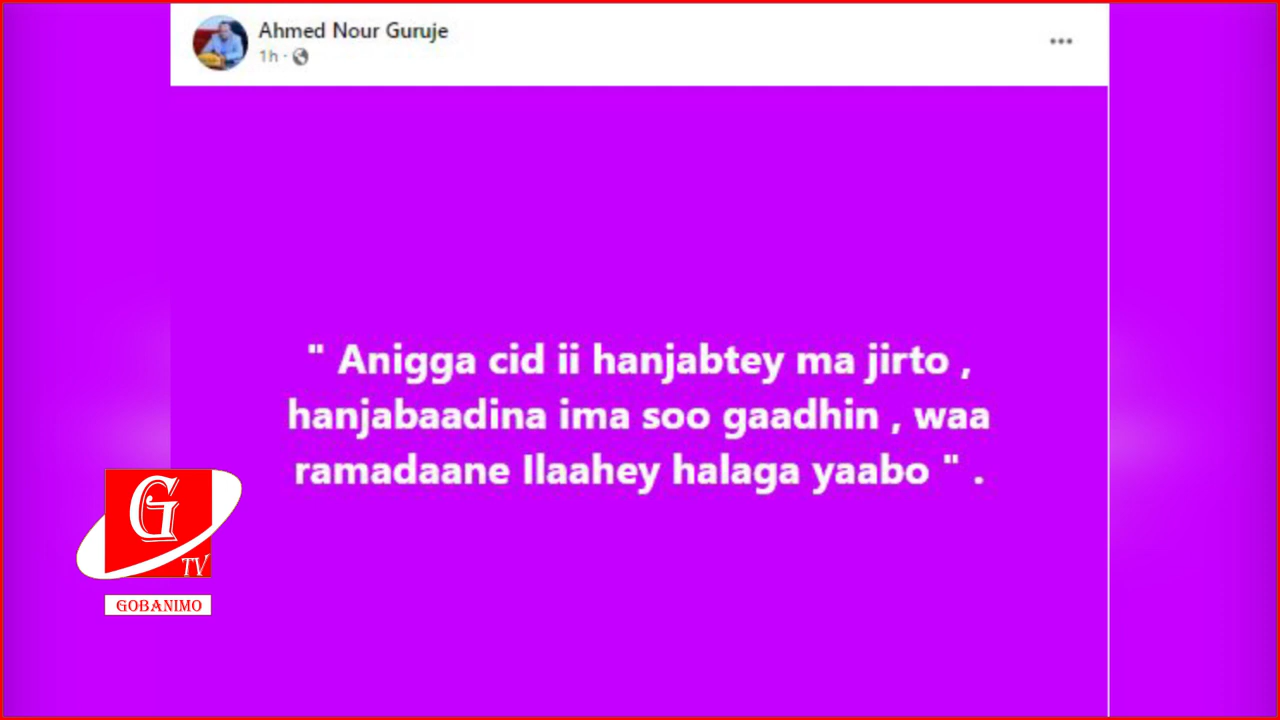 Ahmed Nour Guruje
1h ·
" Anigga cid ii hanjabtey ma jirto ,
hanjabaadina ima soo gaadhin , waa
ramadaane Ilaahey halaga yaabo " .
G
TV
GOBANIMO